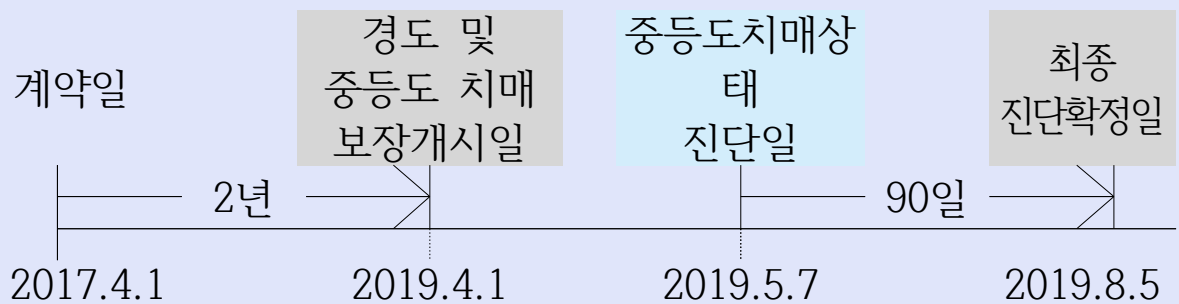 계약일
경도 및
중등도 치매
보장개시일
중등도치매상
태
진단일
최종
진단확정일
2년
90일
2017.4.1
2019.4.1
2019.5.7
2019.8.5